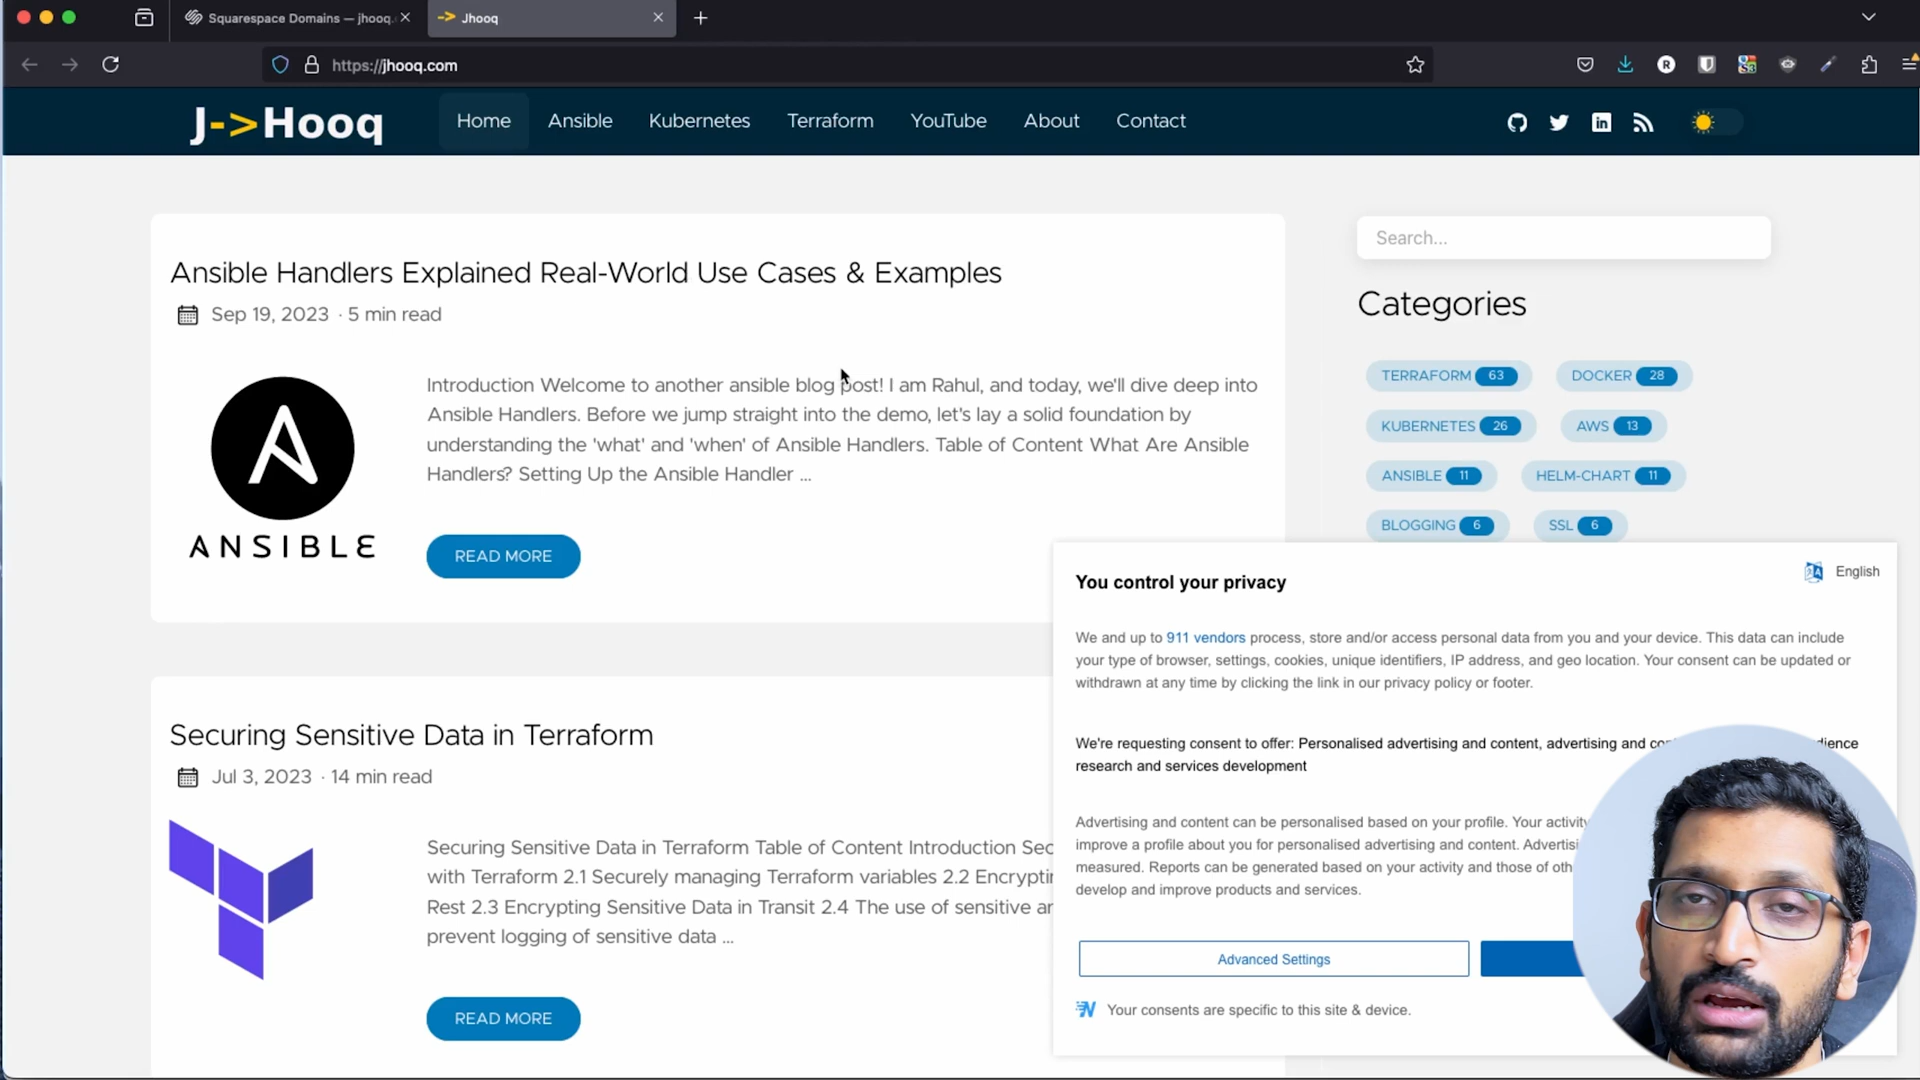 Squarespace Domains — jhooq.
Jhooq
https://jhooq.com
J->Hooq
Home
Ansible
Kubernetes
Terraform
YouTube
About
Contact
Ansible Handlers Explained Real-World Use Cases & Examples
Sep 19, 2023 · 5 min read
Introduction Welcome to another ansible blog post! I am Rahul, and today, we'll dive deep into
Ansible Handlers. Before we jump straight into the demo, let's lay a solid foundation by
understanding the 'what' and 'when' of Ansible Handlers. Table of Content What Are Ansible
Handlers? Setting Up the Ansible Handler ...
ANSIBLE
READ MORE
Securing Sensitive Data in Terraform
Jul 3, 2023 · 14 min read
Securing Sensitive Data in Terraform Table of Content Introduction Sec
with Terraform 2.1 Securely managing Terraform variables 2.2 Encrypti
Rest 2.3 Encrypting Sensitive Data in Transit 2.4 The use of sensitive ar
prevent logging of sensitive data ...
READ MORE
Search...
Categories
TERRAFORM 63
DOCKER 28
KUBERNETES 26
AWS 13
ANSIBLE 11
HELM-CHART 11
BLOGGING 6
SSL 6
You control your privacy
English
We and up to 911 vendors process, store and/or access personal data from you and your device. This data can include
your type of browser, settings, cookies, unique identifiers, IP address, and geo location. Your consent can be updated or
withdrawn at any time by clicking the link in our privacy policy or footer.
We're requesting consent to offer: Personalised advertising and content, advertising and co dience
research and services development
Advertising and content can be personalised based on your profile. Your activity
improve a profile about you for personalised advertising and content. Advertisi
measured. Reports can be generated based on your activity and those of oth
develop and improve products and services.
Advanced Settings
Your consents are specific to this site & device.